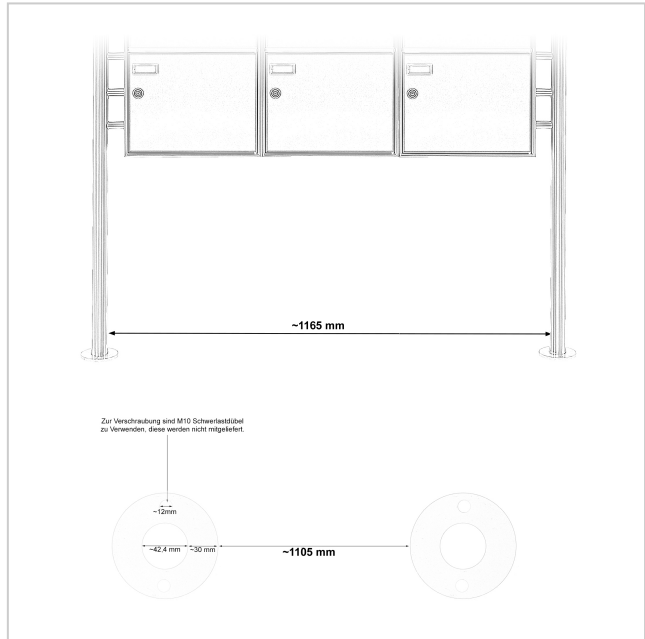 ~1165 mm
Zur Verschraubung sind M10 Schwerlastdübel
zu Verwenden, diese werden nicht mitgeliefert.
~12mm
~42,4 mm
~30 mm
~1105 mm